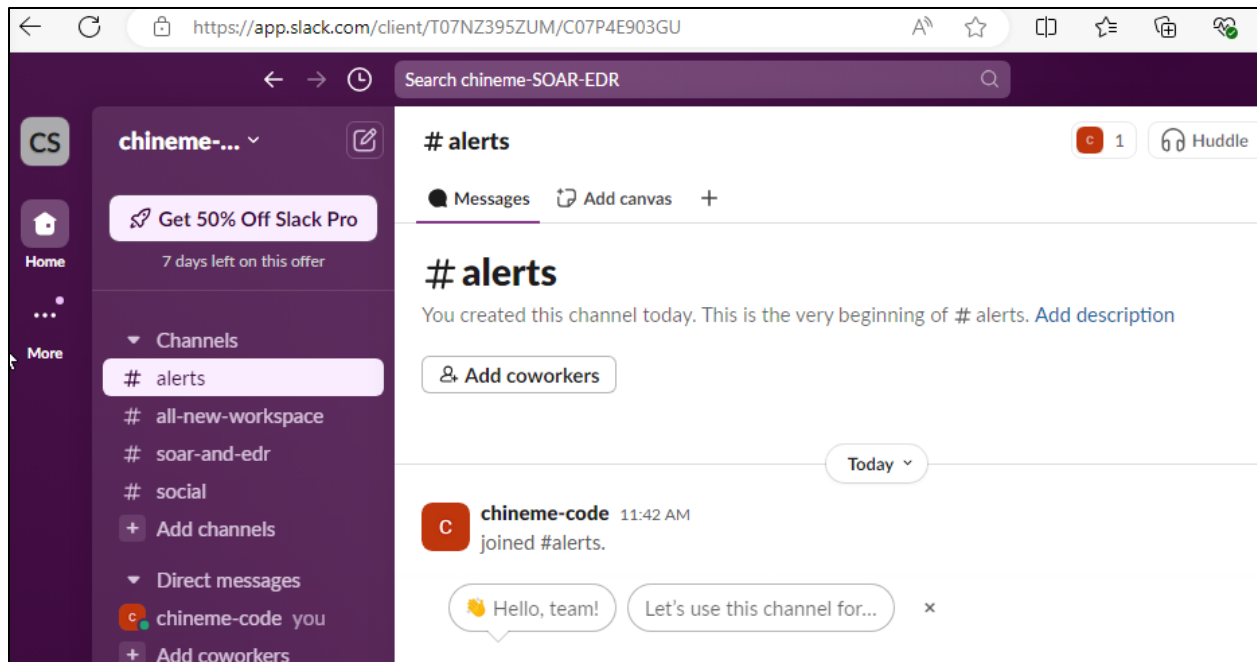 https://app.slack.com/client/T07NZ395ZUM/C07P4E903GU
Search chineme-SOAR-EDR
CS
Home
More
chineme-...
Get 50% Off Slack Pro
7 days left on this offer
Channels
# alerts
# all-new-workspace
# soar-and-edr
# social
+ Add channels
Direct messages
c chineme-code you
+ Add coworkers
# alerts
c 1
Huddle
Messages
Add canvas
+
# alerts
You created this channel today. This is the very beginning of # alerts. Add description
Add coworkers
Today
C
chineme-code 11:42 AM
joined #alerts.
👋 Hello, team!
Let's use this channel for...
×